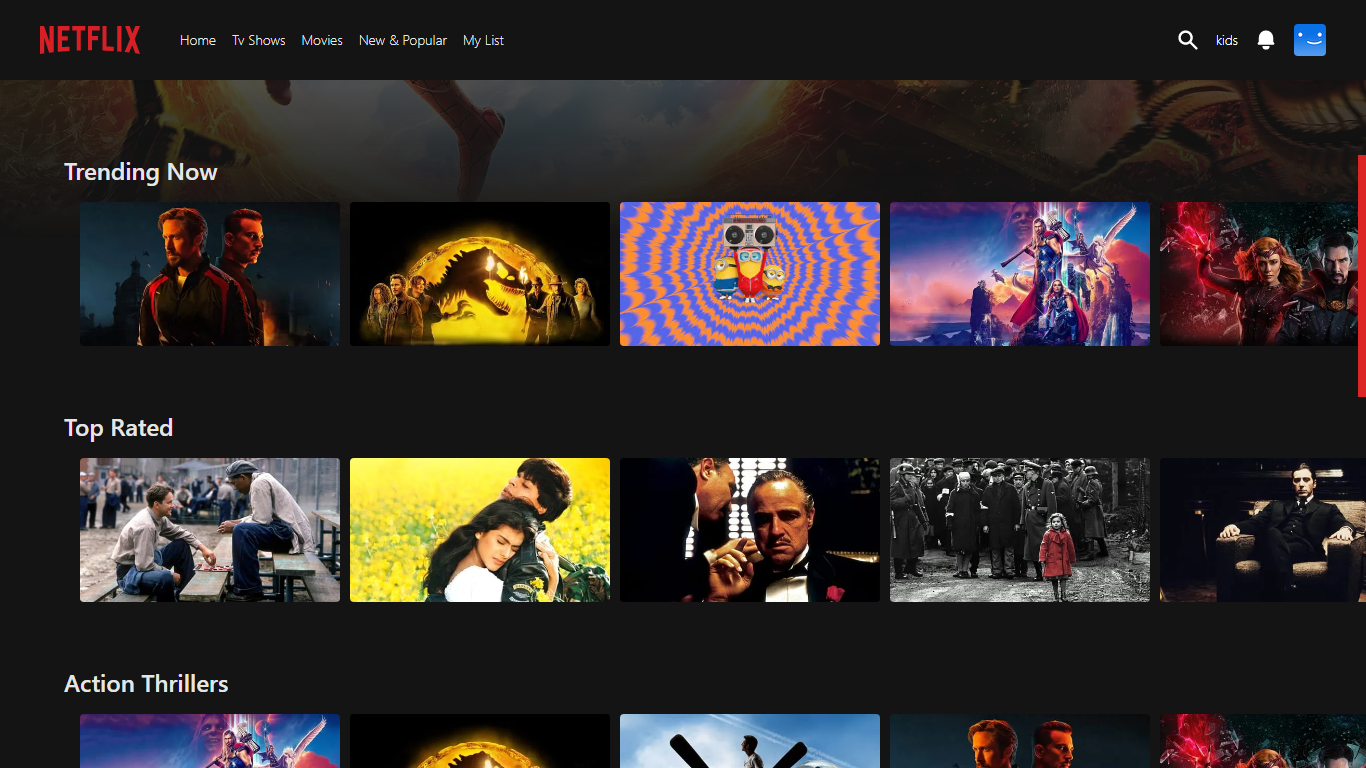 NETFLIX
Home Tv Shows Movies New & Popular My List
kids
Trending Now
Top Rated
Action Thrillers